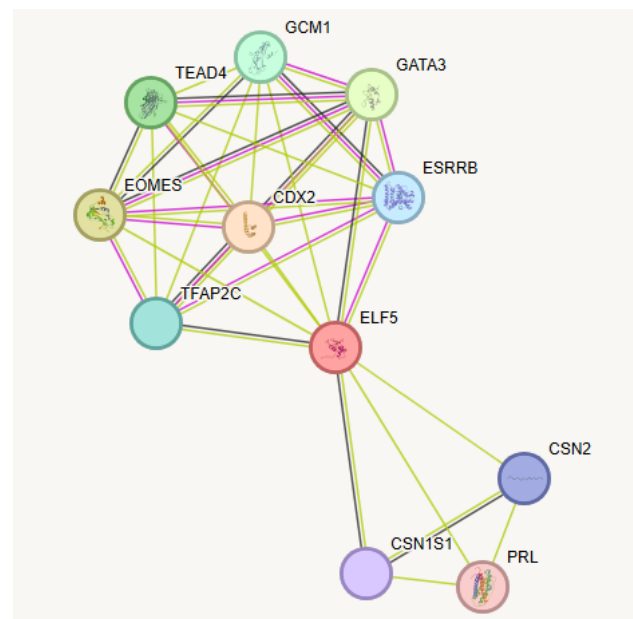 GCM1
TEAD4
GATA3
ESRRB
EOMES
CDX2
TFAP2C
ELF5
CSN2
CSN1S1
PRL